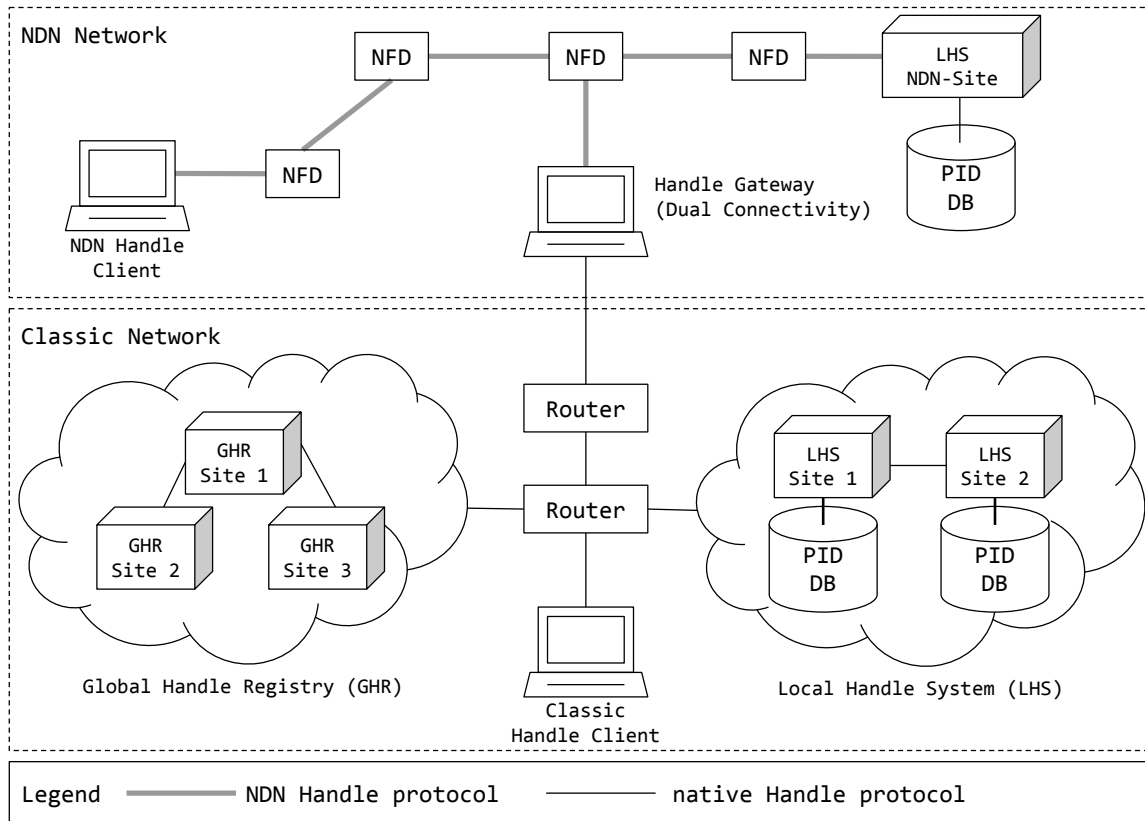 NDN Network
NFD
NFD
NFD
LHS
NDN-Site
NFD
PID
DB
Handle Gateway
(Dual Connectivity)
NDN Handle
Client
Classic Network
Router
GHR
Site 1
LHS
Site 1
LHS
Site 2
Router
GHR
Site 2
GHR
Site 3
PID
DB
PID
DB
Global Handle Registry (GHR)
Local Handle System (LHS)
Classic
Handle Client
Legend
NDN Handle protocol
native Handle protocol